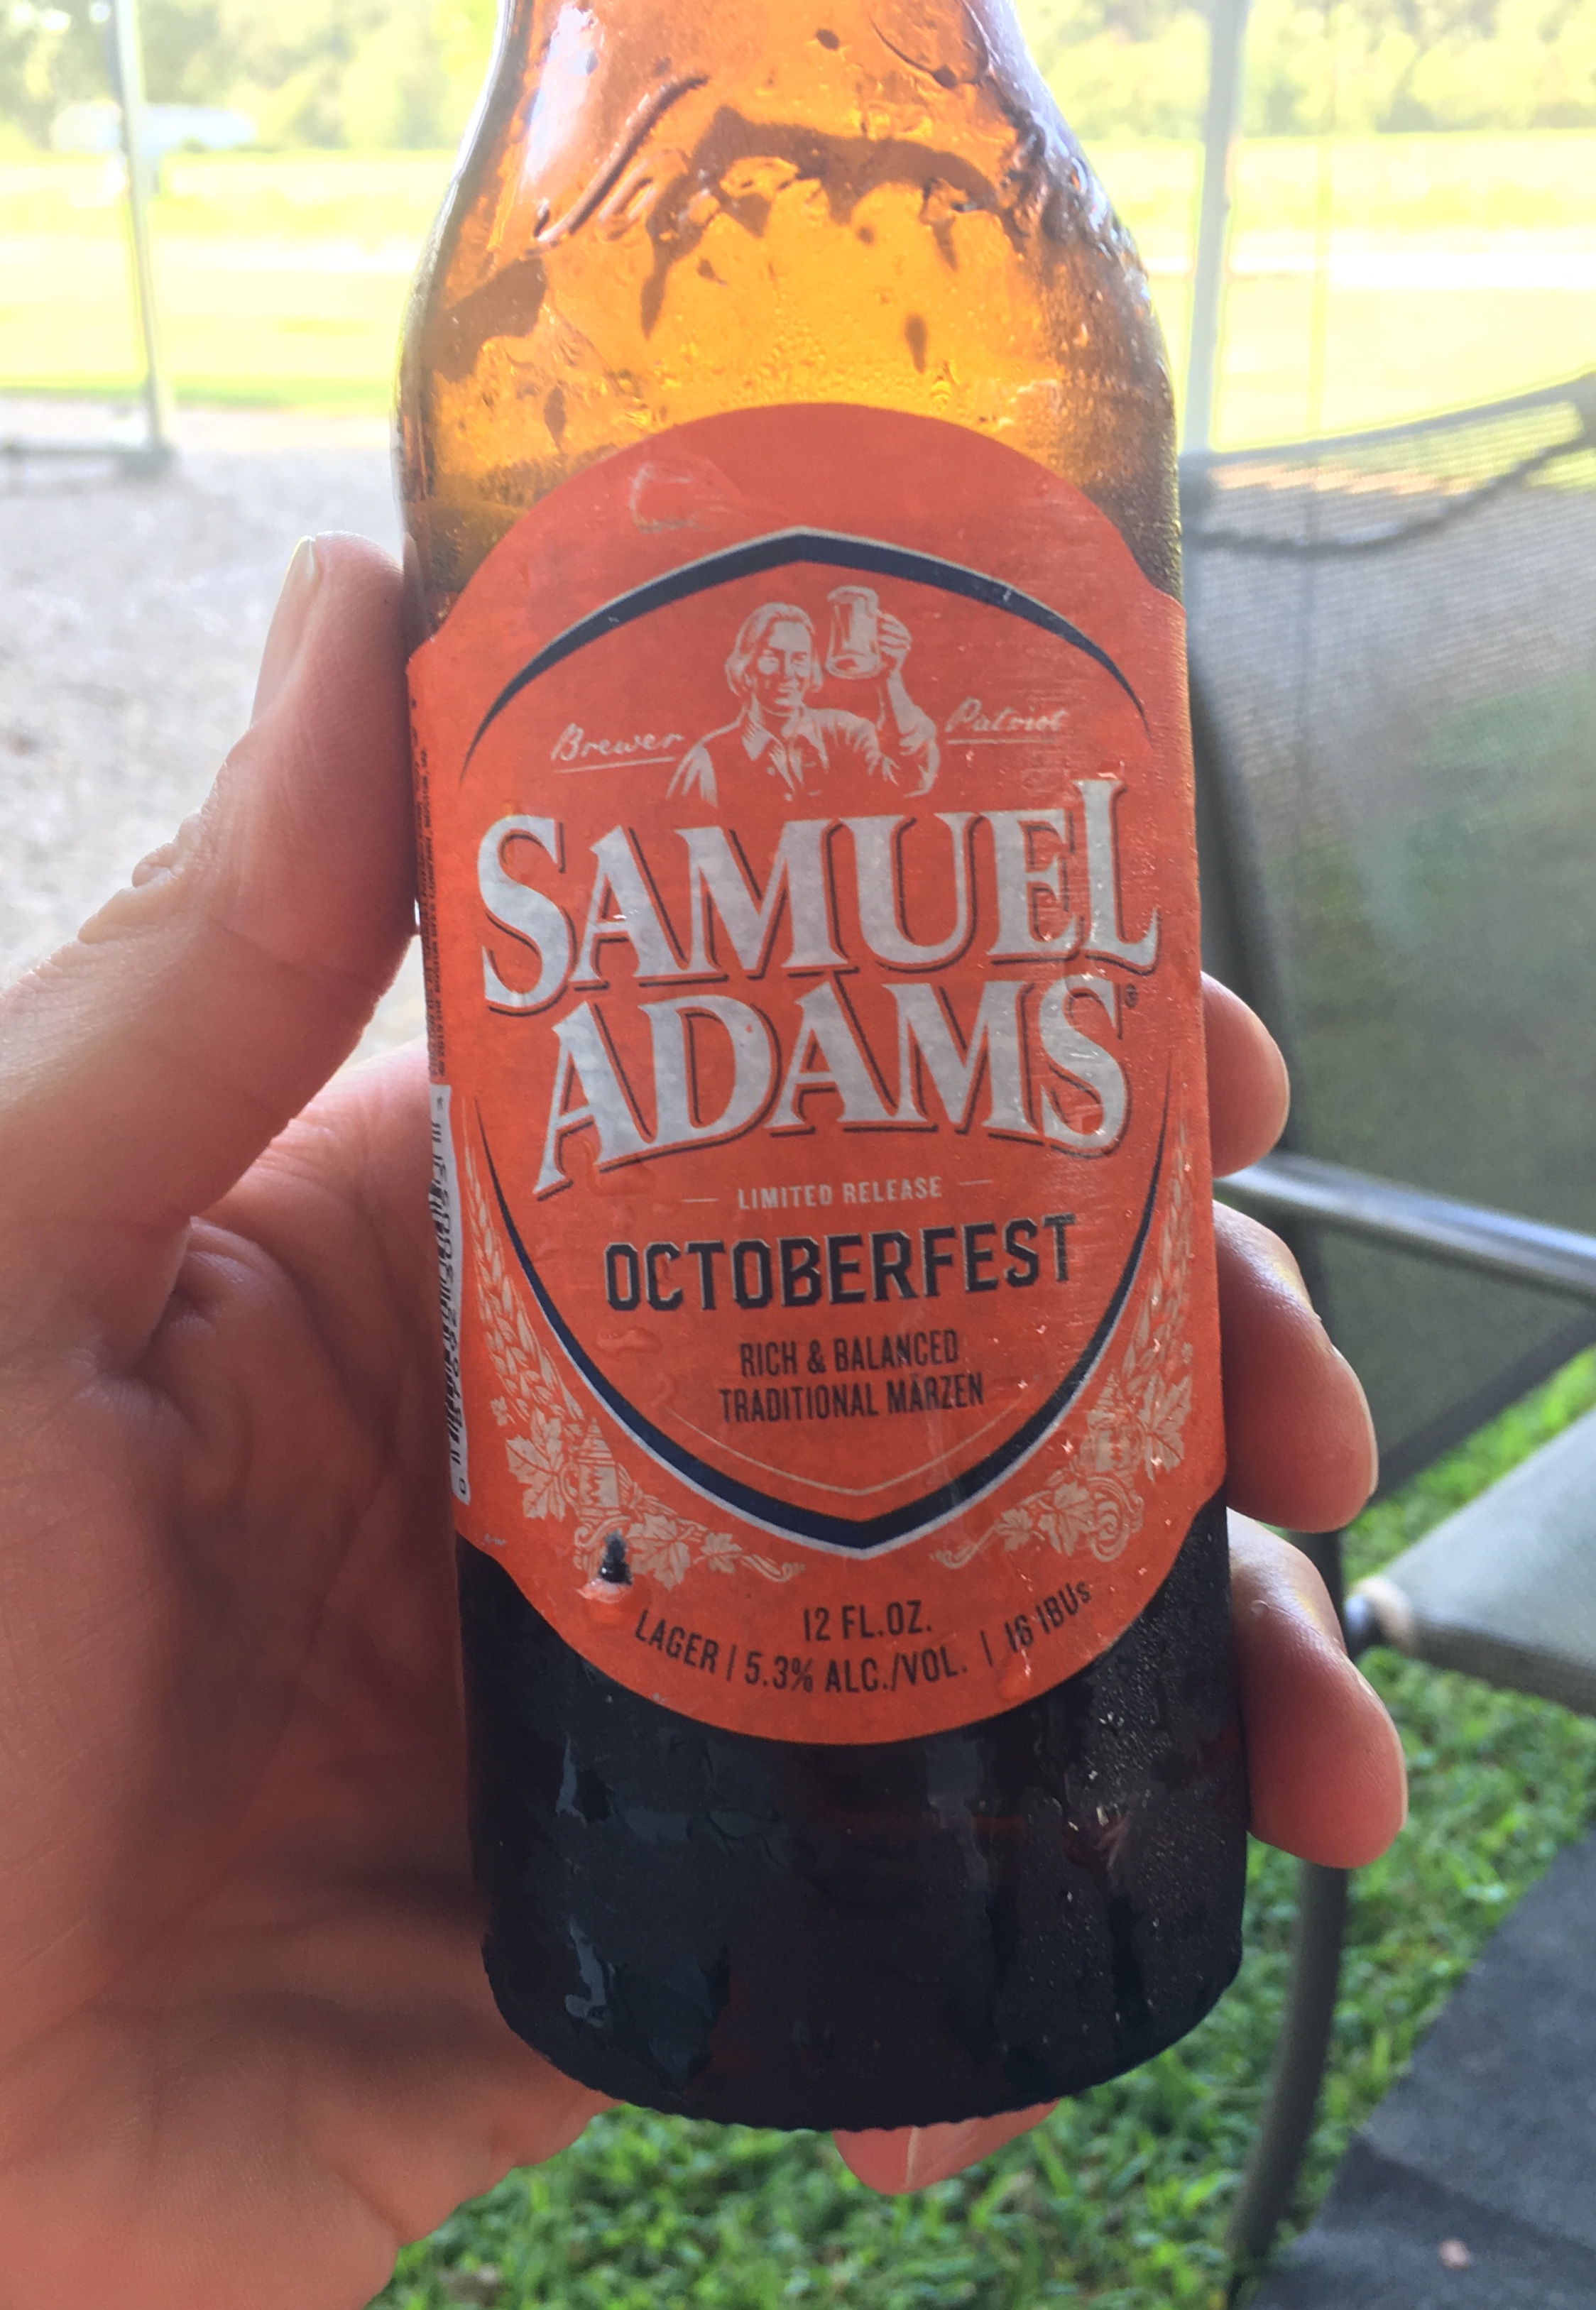 Brewer Patriot
SAMUEL
ADAMS®
LIMITED RELEASE
OCTOBERFEST
RICH & BALANCED
TRADITIONAL MÄRZEN
12 FL.OZ.
LAGER | 5.3% ALC./VOL. | 16 IBUs